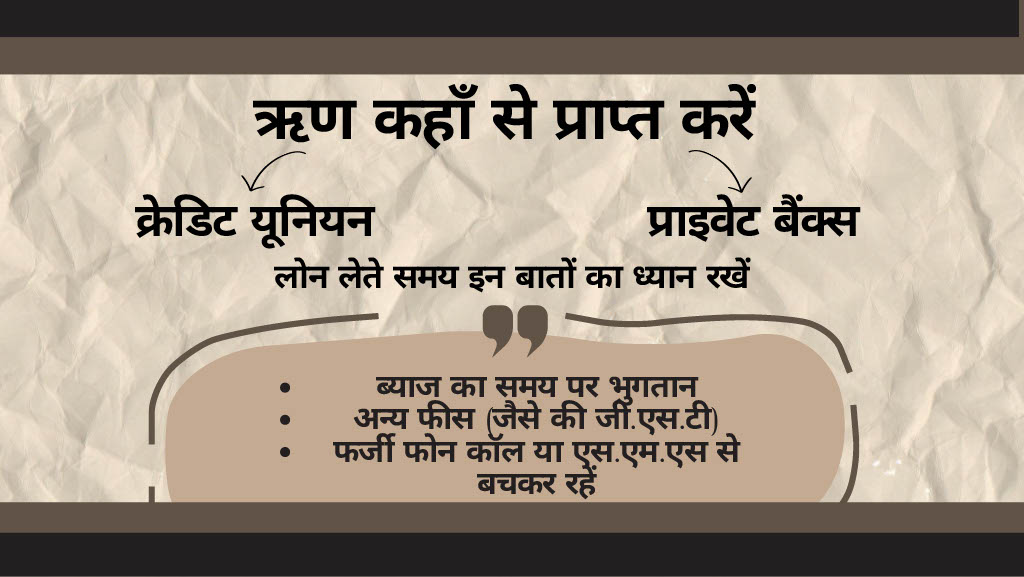 ऋण कहाँ से प्राप्त करें
क्रेडिट यूनियन
प्राइवेट बैंक्स
लोन लेते समय इन बातों का ध्यान रखें
• ब्याज का समय पर भुगतान
• अन्य फीस (जैसे की जी.एस.टी)
• फर्जी फोन कॉल या एस.एम.एस से
बचकर रहें